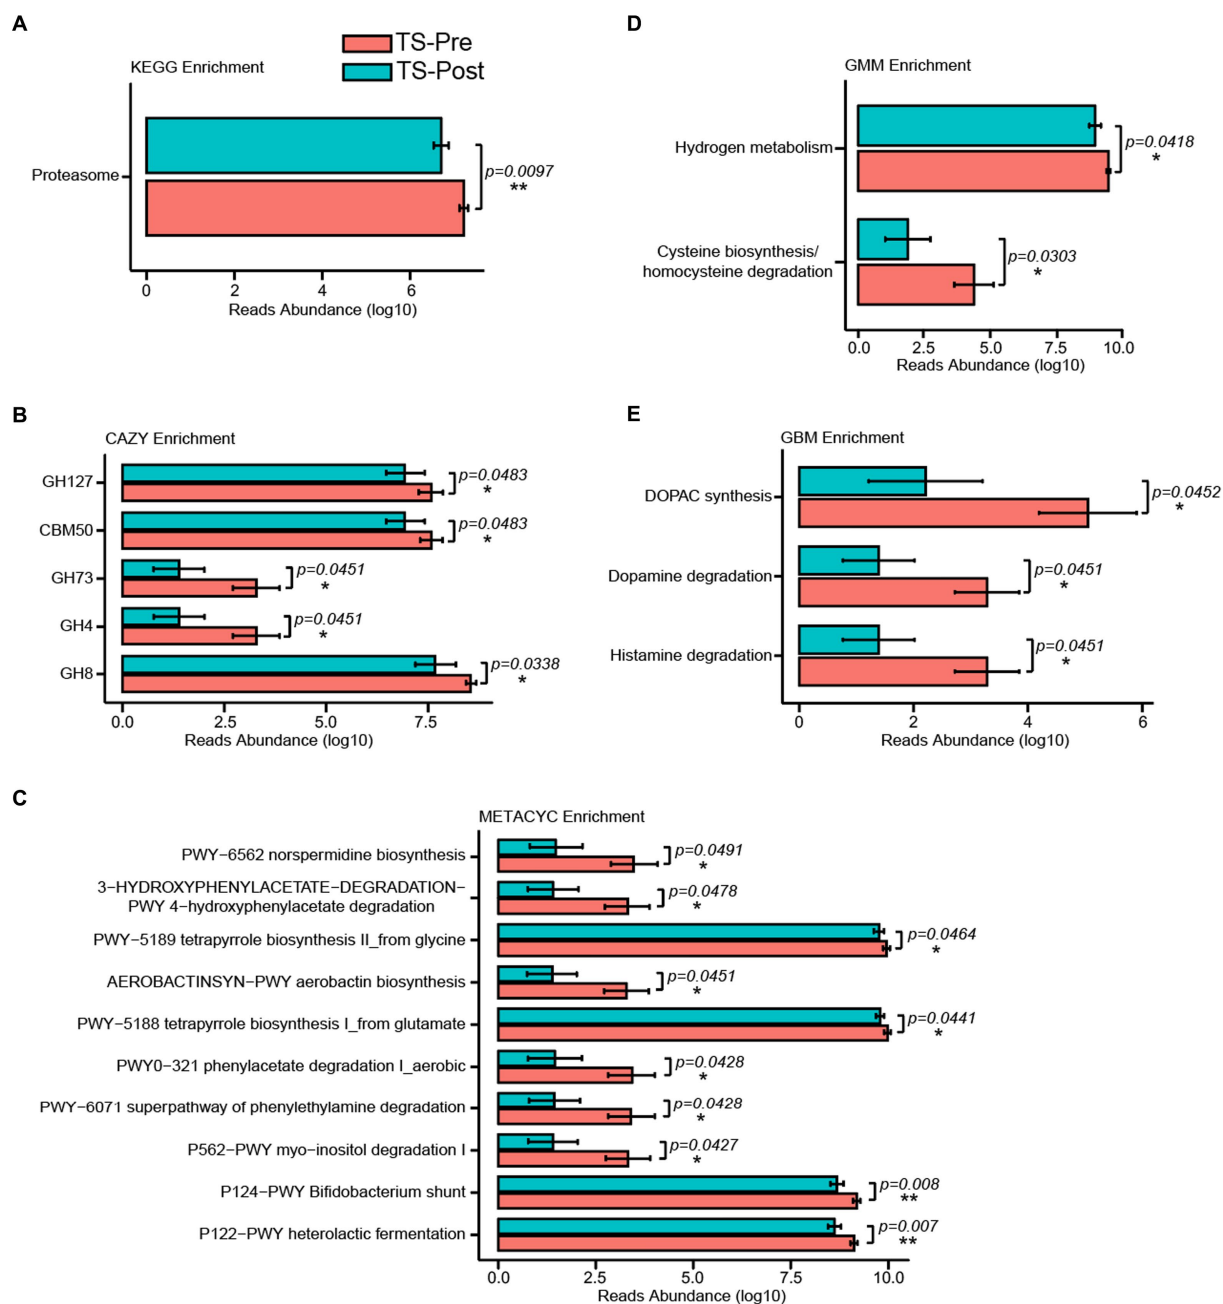 A
KEGG Enrichment
TS-Pre
TS-Post
Proteasome
p=0.0097
**
0 2 4 6
Reads Abundance (log10)
B
CAZY Enrichment
GH127
p=0.0483
*
CBM50
p=0.0483
*
GH73
p=0.0451
*
GH4
p=0.0451
*
GH8
p=0.0338
*
0.0 2.5 5.0 7.5
Reads Abundance (log10)
C
METACYC Enrichment
PWY−6562 norspermidine biosynthesis
p=0.0491
*
3−HYDROXYPHENYLACETATE−DEGRADATION−
PWY 4−hydroxyphenylacetate degradation
p=0.0478
*
PWY−5189 tetrapyrrole biosynthesis II_from glycine
p=0.0464
*
AEROBACTINSYN−PWY aerobactin biosynthesis
p=0.0451
*
PWY−5188 tetrapyrrole biosynthesis I_from glutamate
p=0.0441
*
PWY0−321 phenylacetate degradation I_aerobic
p=0.0428
*
PWY−6071 superpathway of phenylethylamine degradation
p=0.0428
*
P562−PWY myo−inositol degradation I
p=0.0427
*
P124−PWY Bifidobacterium shunt
p=0.008
**
P122−PWY heterolactic fermentation
p=0.007
**
0.0 2.5 5.0 7.5 10.0
Reads Abundance (log10)
D
GMM Enrichment
Hydrogen metabolism
p=0.0418
*
Cysteine biosynthesis/
homocysteine degradation
p=0.0303
*
0.0 2.5 5.0 7.5 10.0
Reads Abundance (log10)
E
GBM Enrichment
DOPAC synthesis
p=0.0452
*
Dopamine degradation
p=0.0451
*
Histamine degradation
p=0.0451
*
0 2 4 6
Reads Abundance (log10)